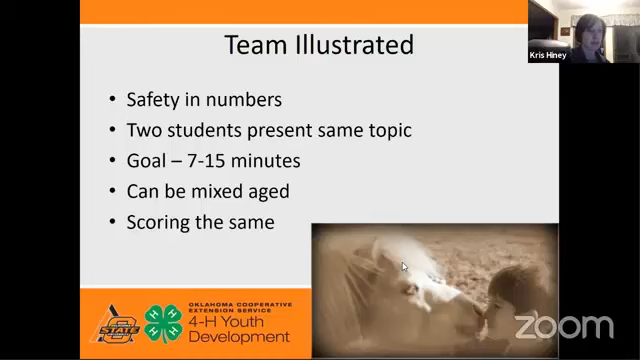 Team Illustrated
Kris Hiney
• Safety in numbers
• Two students present same topic
• Goal – 7-15 minutes
• Can be mixed aged
• Scoring the same
STATE
H H H H
OKLAHOMA COOPERATIVE
EXTENSION SERVICE
4-H Youth
Development
zoom